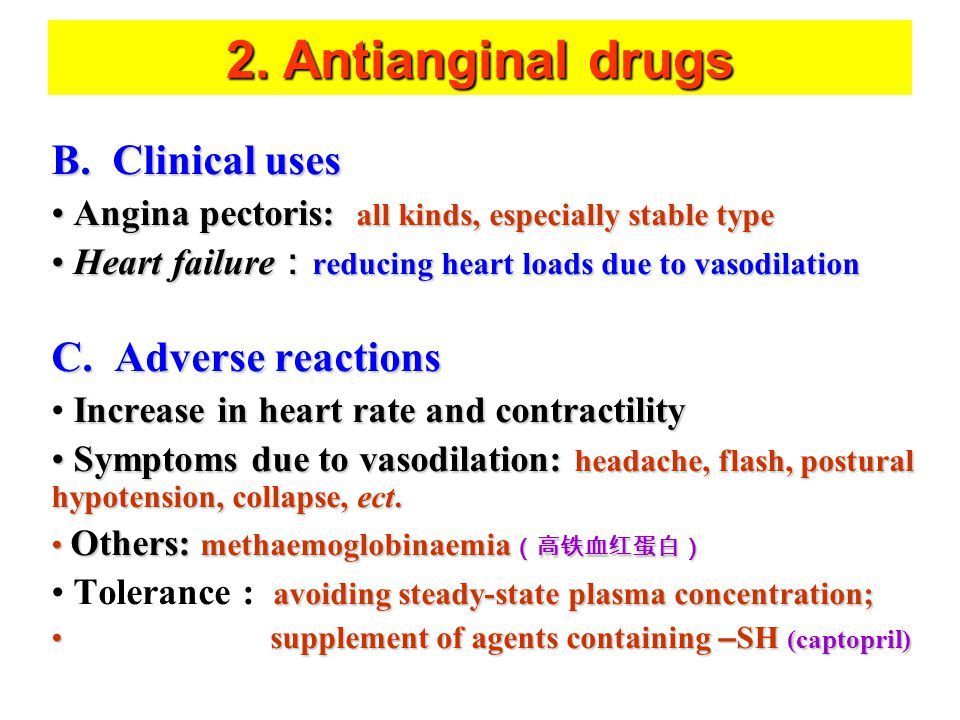 2. Antianginal drugs
B. Clinical uses
• Angina pectoris: all kinds, especially stable type
• Heart failure：reducing heart loads due to vasodilation
C. Adverse reactions
• Increase in heart rate and contractility
• Symptoms due to vasodilation: headache, flash, postural
hypotension, collapse, ect.
• Others: methaemoglobinaemia（高铁血红蛋白）
• Tolerance : avoiding steady-state plasma concentration;
• supplement of agents containing –SH (captopril)